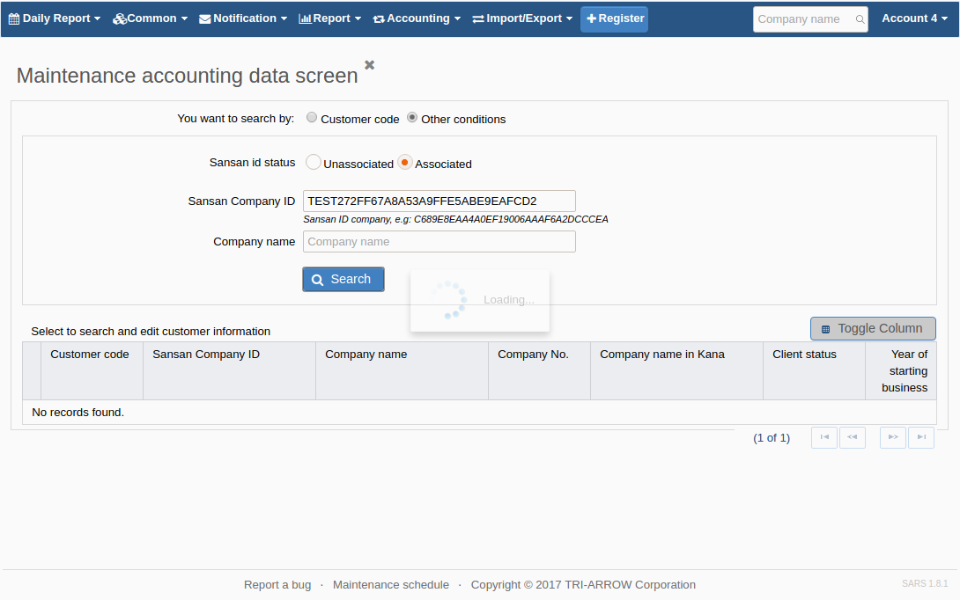 Daily Report Common Notification Report Accounting Import/Export Register Company name Account 4
Maintenance accounting data screen
You want to search by: Customer code Other conditions
Sansan id status Unassociated Associated
Sansan Company ID TEST272FF67A8A53A9FFE5ABE9EAFCD2
Sansan ID company, e.g: C689E8EAA4A0EF19006AAAF6A2DCCCEA
Company name Company name
Search
Loading...
Select to search and edit customer information Toggle Column
Customer code Sansan Company ID Company name Company No. Company name in Kana Client status Year of
starting
business
No records found.
(1 of 1)
Report a bug · Maintenance schedule · Copyright © 2017 TRI-ARROW Corporation SARS 1.8.1